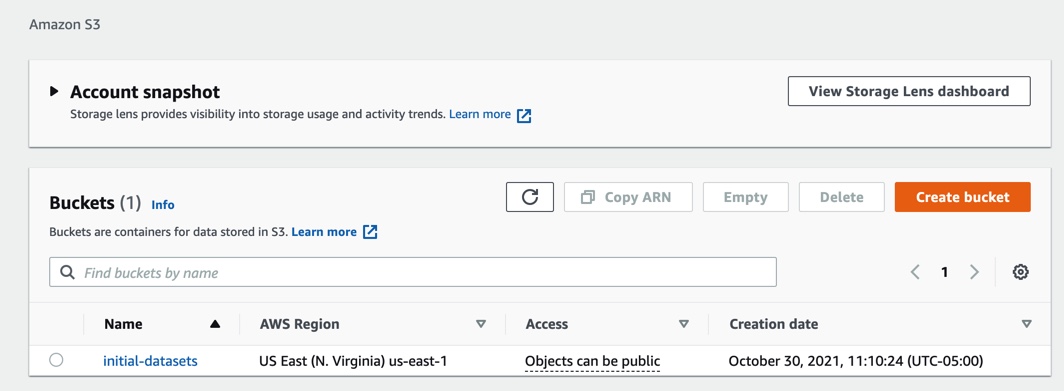 Amazon S3
Account snapshot
View Storage Lens dashboard
Storage lens provides visibility into storage usage and activity trends. Learn more
Buckets (1) Info
Copy ARN Empty Delete Create bucket
Buckets are containers for data stored in S3. Learn more
Find buckets by name
1
Name AWS Region Access Creation date
initial-datasets US East (N. Virginia) us-east-1 Objects can be public October 30, 2021, 11:10:24 (UTC-05:00)